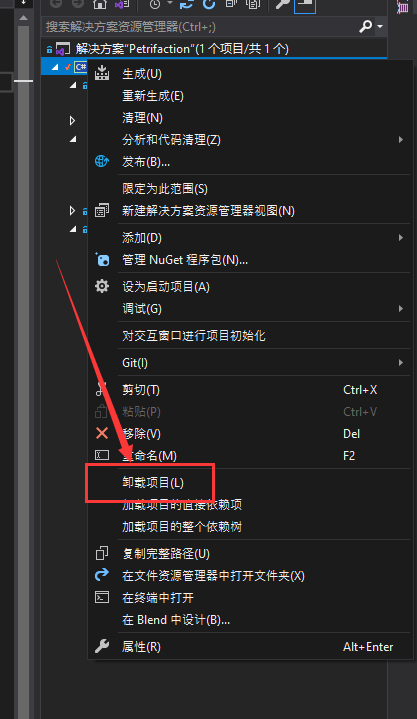 搜索解决方案资源管理器(Ctrl+;)
解决方案"Petrifaction"(1 个项目/共 1 个)
C#
生成(U)
重新生成(E)
清理(N)
分析和代码清理(Z)
发布(B)...
限定为此范围(S)
新建解决方案资源管理器视图(N)
添加(D)
管理 NuGet 程序包(N)...
设为启动项目(A)
调试(G)
对交互窗口进行项目初始化
Git(I)
剪切(T) Ctrl+X
粘贴(P) Ctrl+V
移除(V) Del
重命名(M) F2
卸载项目(L)
加载项目的直接依赖项
加载项目的整个依赖树
复制完整路径(U)
在文件资源管理器中打开文件夹(X)
在终端中打开
在 Blend 中设计(B)...
属性(R) Alt+Enter